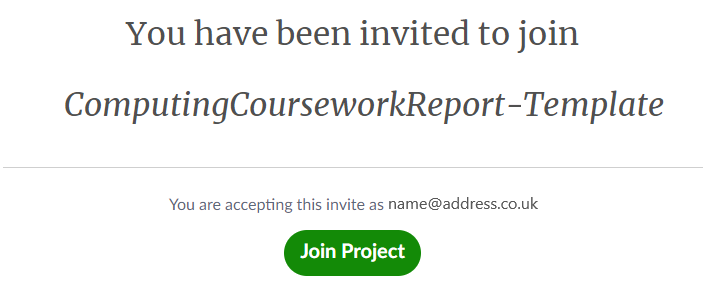 You have been invited to join
ComputingCourseworkReport-Template
You are accepting this invite as name@address.co.uk
Join Project